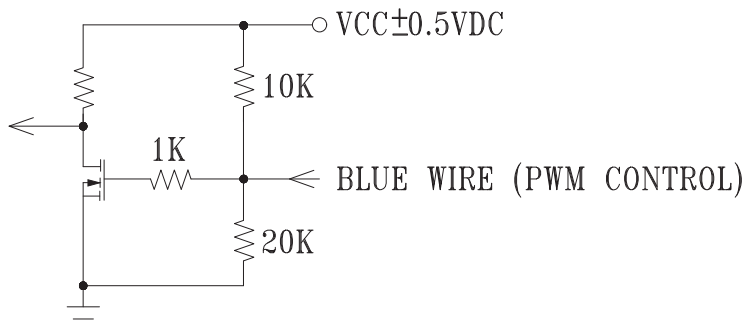 VCC±0.5VDC
10K
1K
BLUE WIRE (PWM CONTROL)
20K